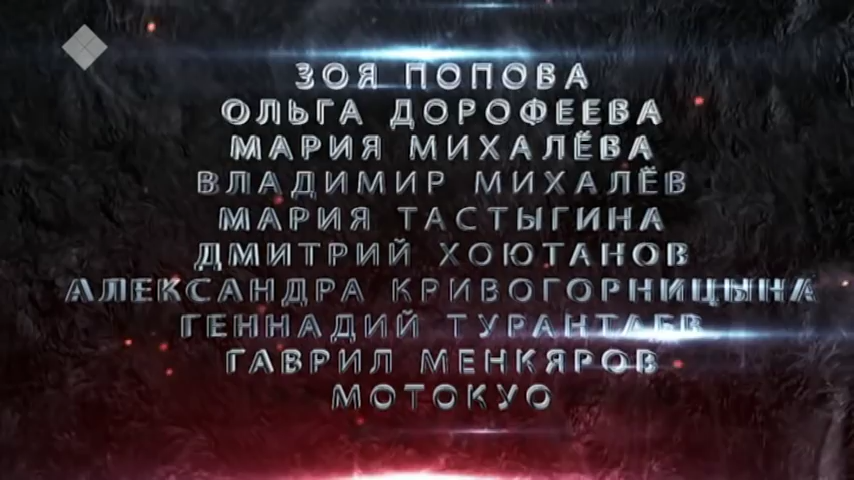 ЗОЯ ПОПОВА
ОЛЬГА ДОРОФЕЕВА
МАРИЯ МИХАЛЁВА
ВЛАДИМИР МИХАЛЁВ
МАРИЯ ТАСТЫГИНА
ДМИТРИЙ ХОЮТАНОВ
АЛЕКСАНДРА КРИВОГОРНИЦЫНА
ГЕННАДИЙ ТУРАНТАЕВ
ГАВРИЛ МЕНКЯРОВ
МОТОКУО